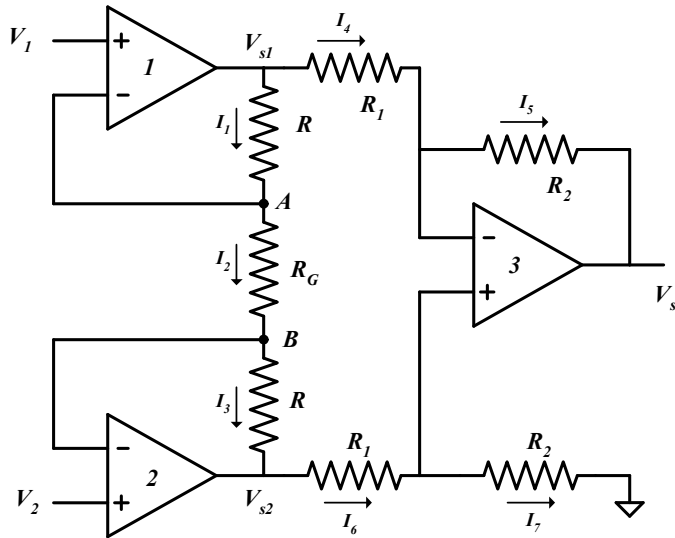 V1 + 1 Vs1 I4
− I1 R R1 I5
A R2
I2 RG − 3
+ Vs
B
I3 R R1 R2
− 2
V2 + Vs2 I6 I7